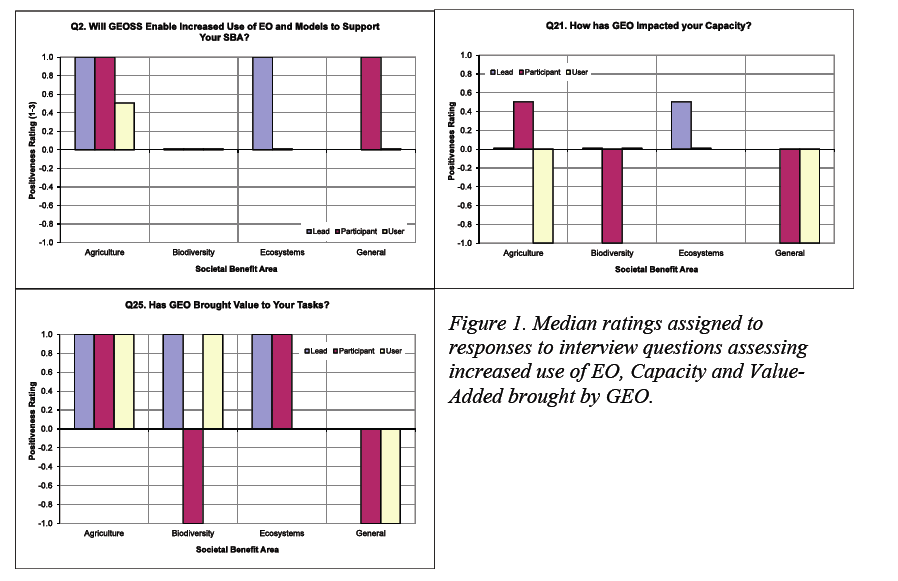 Q2. Will GEOSS Enable Increased Use of EO and Models to Support
Your SBA?
Positiveness Rating (1-3)
1.0
0.8
0.6
0.4
0.2
0.0
-0.2
-0.4
-0.6
-0.8
-1.0
Lead Participant User
Agriculture Biodiversity Ecosystems General
Societal Benefit Area
Q21. How has GEO Impacted your Capacity?
Positiveness Rating
1.0
0.8
0.6
0.4
0.2
0.0
-0.2
-0.4
-0.6
-0.8
-1.0
Lead Participant User
Agriculture Biodiversity Ecosystems General
Societal Benefit Area
Q25. Has GEO Brought Value to Your Tasks?
Positiveness Rating
1.0
0.8
0.6
0.4
0.2
0.0
-0.2
-0.4
-0.6
-0.8
-1.0
Lead Participant User
Agriculture Biodiversity Ecosystems General
Societal Benefit Area
Figure 1. Median ratings assigned to
responses to interview questions assessing
increased use of EO, Capacity and Value-
Added brought by GEO.